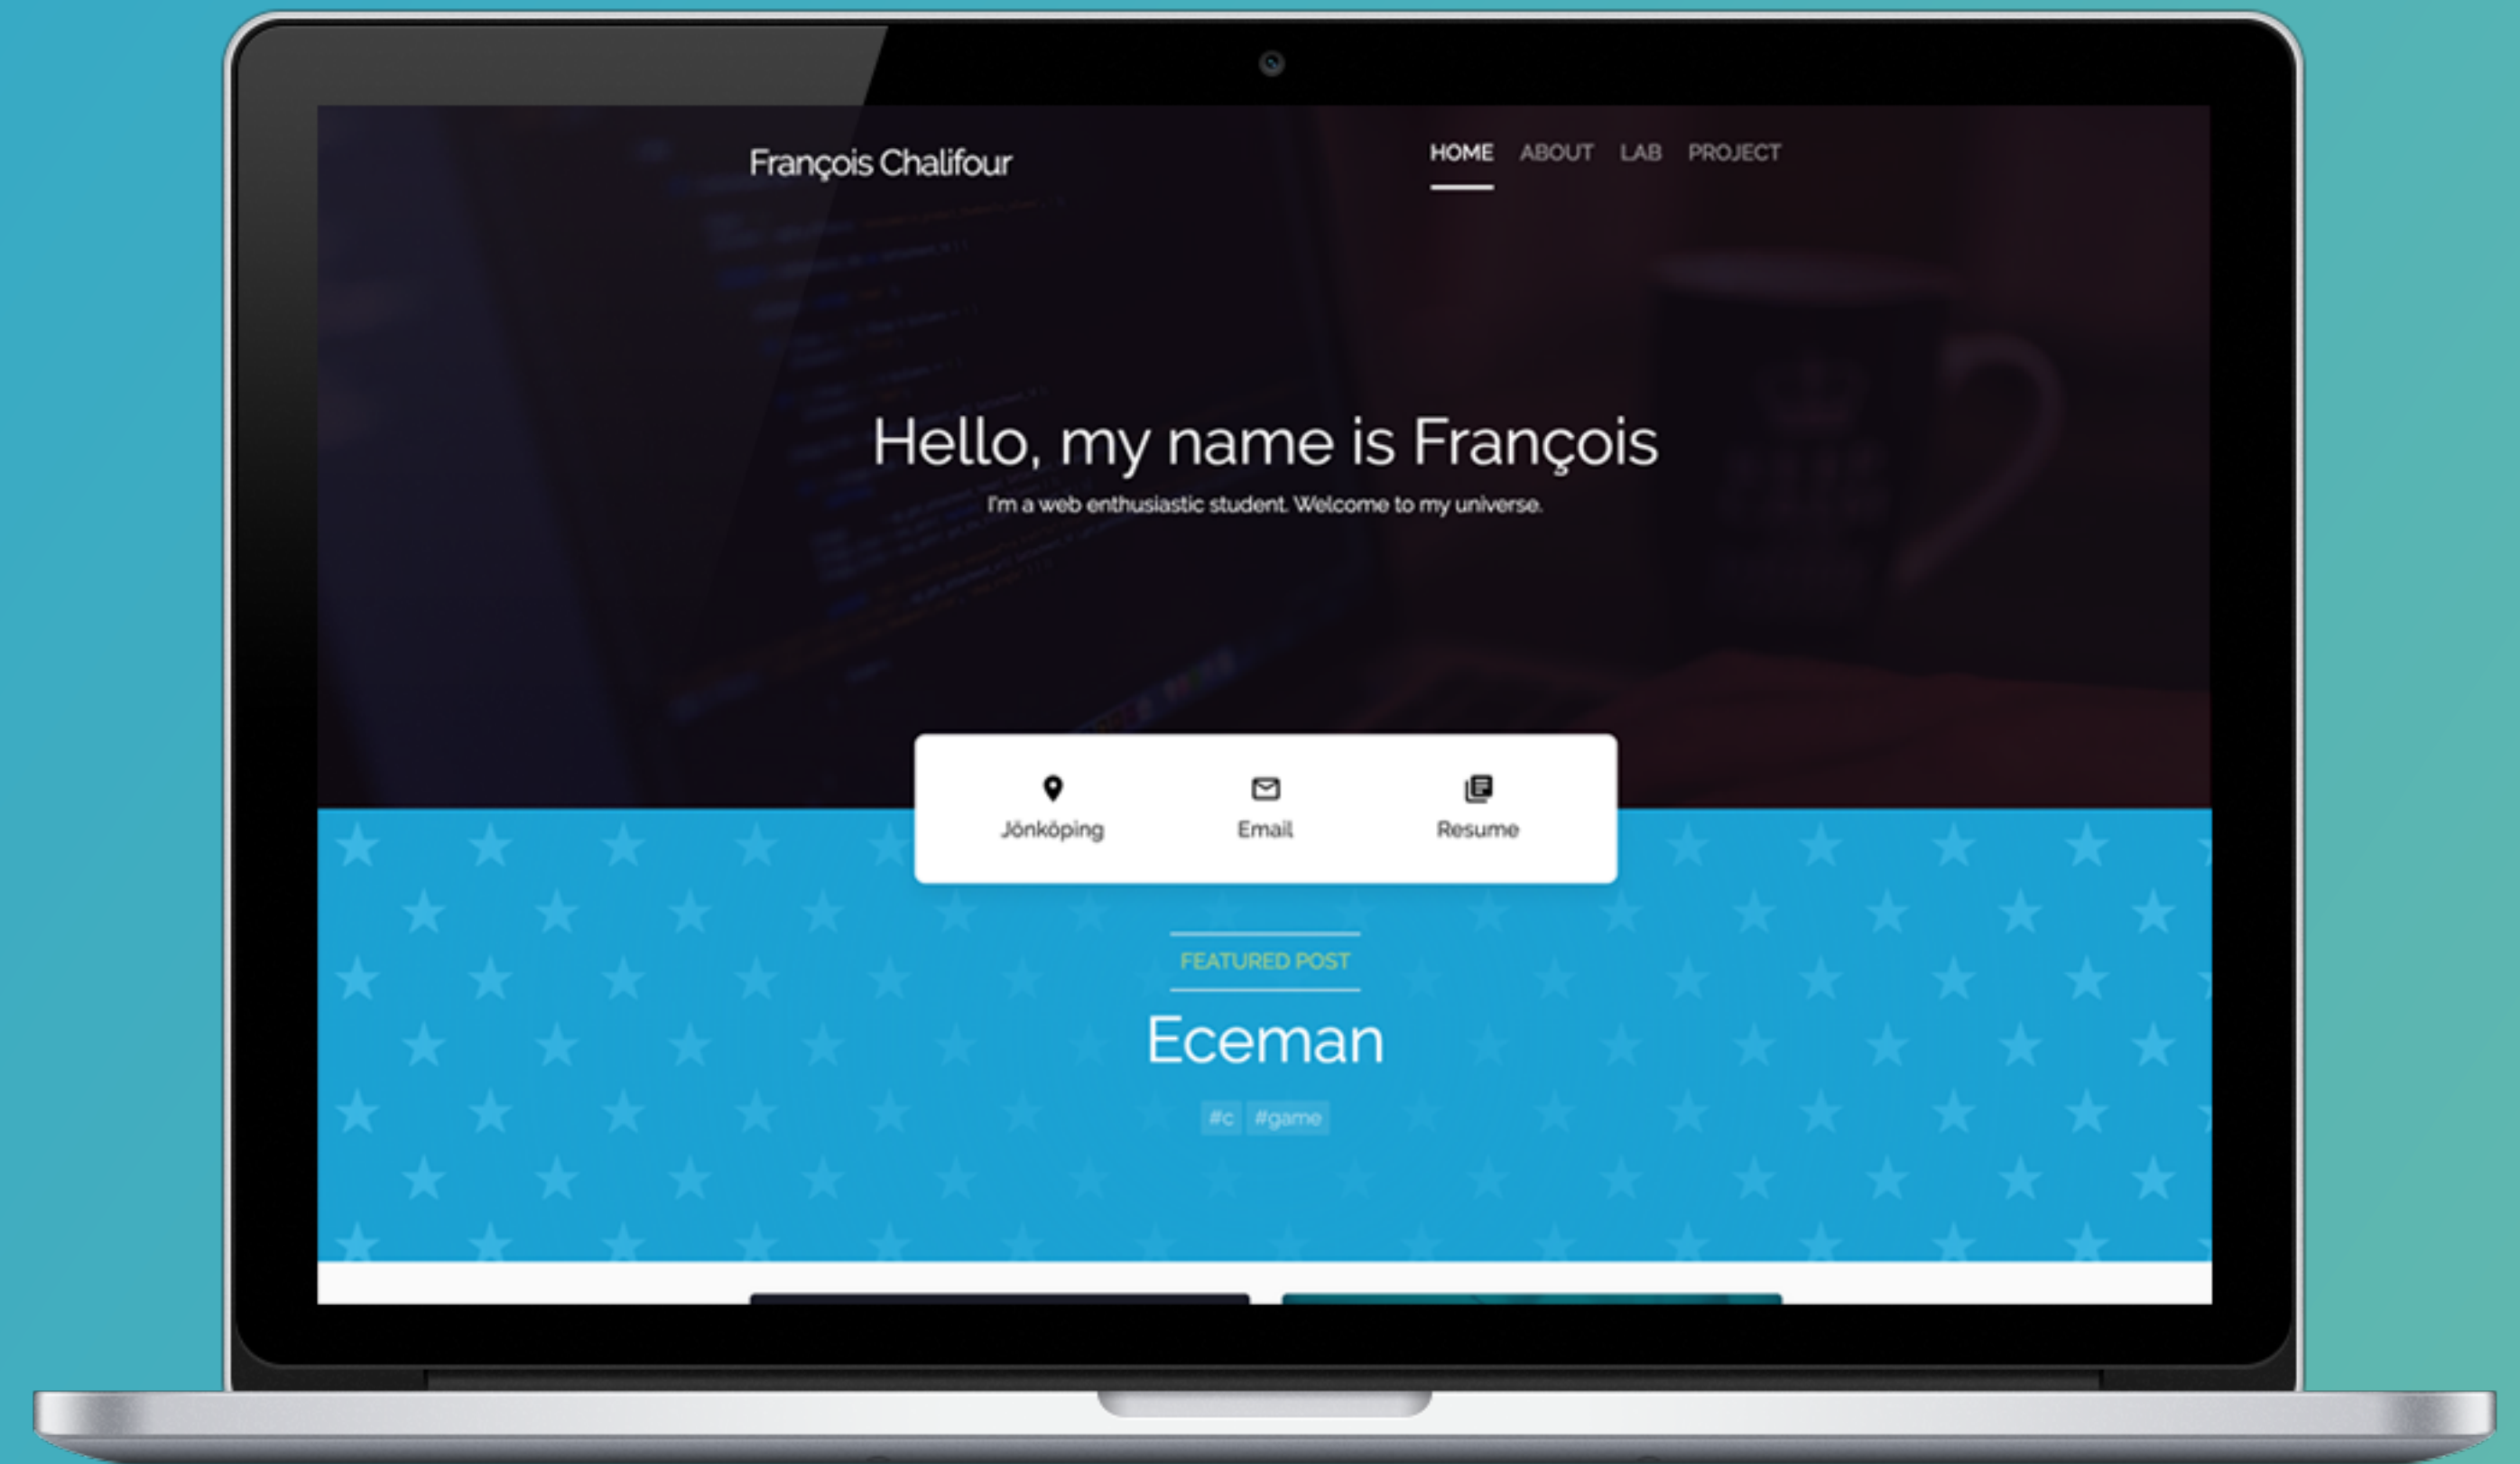 François Chalifour
HOME ABOUT LAB PROJECT
Hello, my name is François
I'm a web enthusiastic student. Welcome to my universe.
Jönköping
Email
Resume
FEATURED POST
Eceman
#c #game